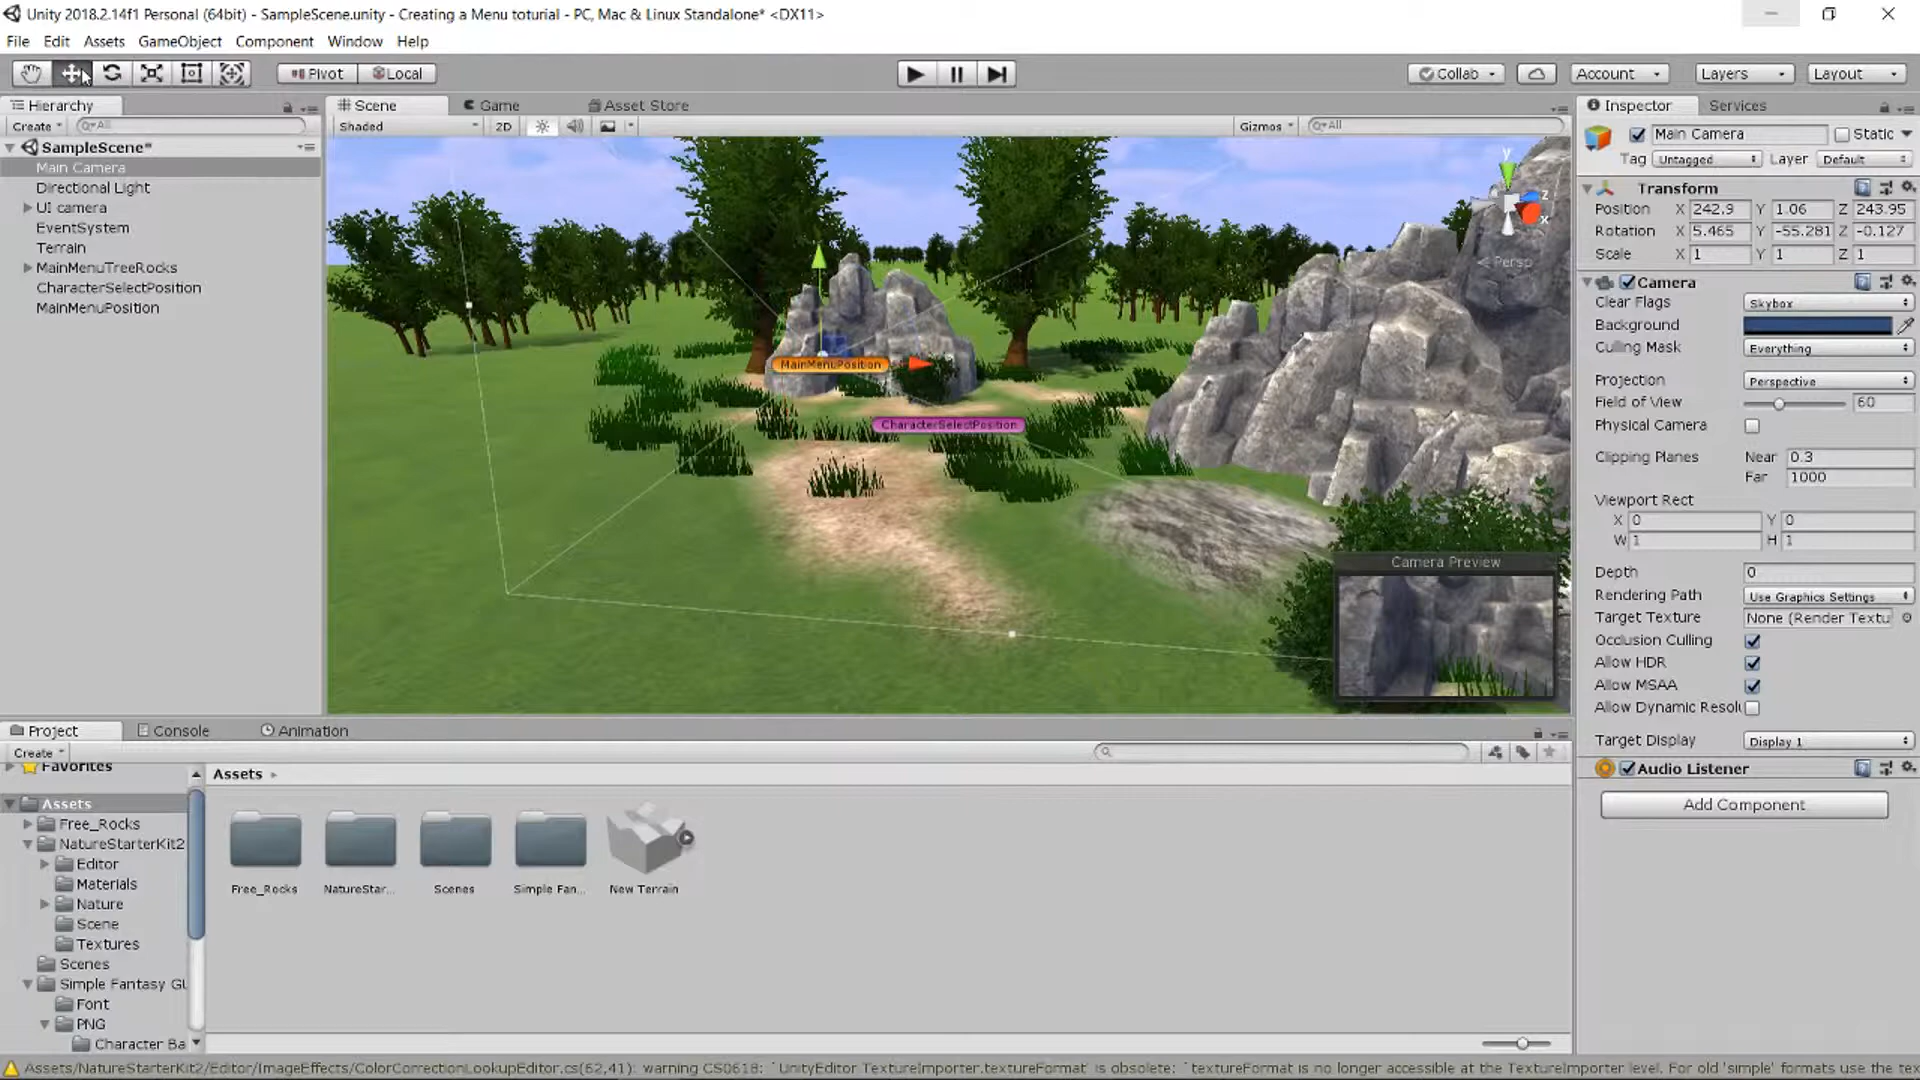 Unity 2018.2.14f1 Personal (64bit) - SampleScene.unity - Creating a Menu toturial - PC, Mac & Linux Standalone* <DX11>
File Edit Assets GameObject Component Window Help
Pivot Local Collab Account Layers Layout
Hierarchy
Create All
SampleScene*
Main Camera
Directional Light
UI camera
EventSystem
Terrain
MainMenuTreeRocks
CharacterSelectPosition
MainMenuPosition
Scene Game Asset Store
Shaded 2D Gizmos All
y
z
x
Persp
MainMenuPosition
CharacterSelectPosition
Camera Preview
Inspector Services
Main Camera Static
Tag Untagged Layer Default
Transform
Position X 242.9 Y 1.06 Z 243.95
Rotation X 5.465 Y -55.281 Z -0.127
Scale X 1 Y 1 Z 1
Camera
Clear Flags Skybox
Background
Culling Mask Everything
Projection Perspective
Field of View 60
Physical Camera
Clipping Planes Near 0.3
Far 1000
Viewport Rect
X 0 Y 0
W 1 H 1
Depth 0
Rendering Path Use Graphics Settings
Target Texture None (Render Textu
Occlusion Culling
Allow HDR
Allow MSAA
Allow Dynamic Resol
Target Display Display 1
Audio Listener
Add Component
Project Console Animation
Create
Favorites
Assets
Free_Rocks
NatureStarterKit2
Editor
Materials
Nature
Scene
Textures
Scenes
Simple Fantasy GU
Font
PNG
Character Ba
Assets
Free_Rocks NatureStar... Scenes Simple Fan... New Terrain
Assets/NatureStarterKit2/Editor/ImageEffects/ColorCorrectionLookupEditor.cs(62,41): warning CS0618: `UnityEditor.TextureImporter.textureFormat' is obsolete: `textureFormat is no longer accessible at the TextureImporter level. For old 'simple' formats use the tex